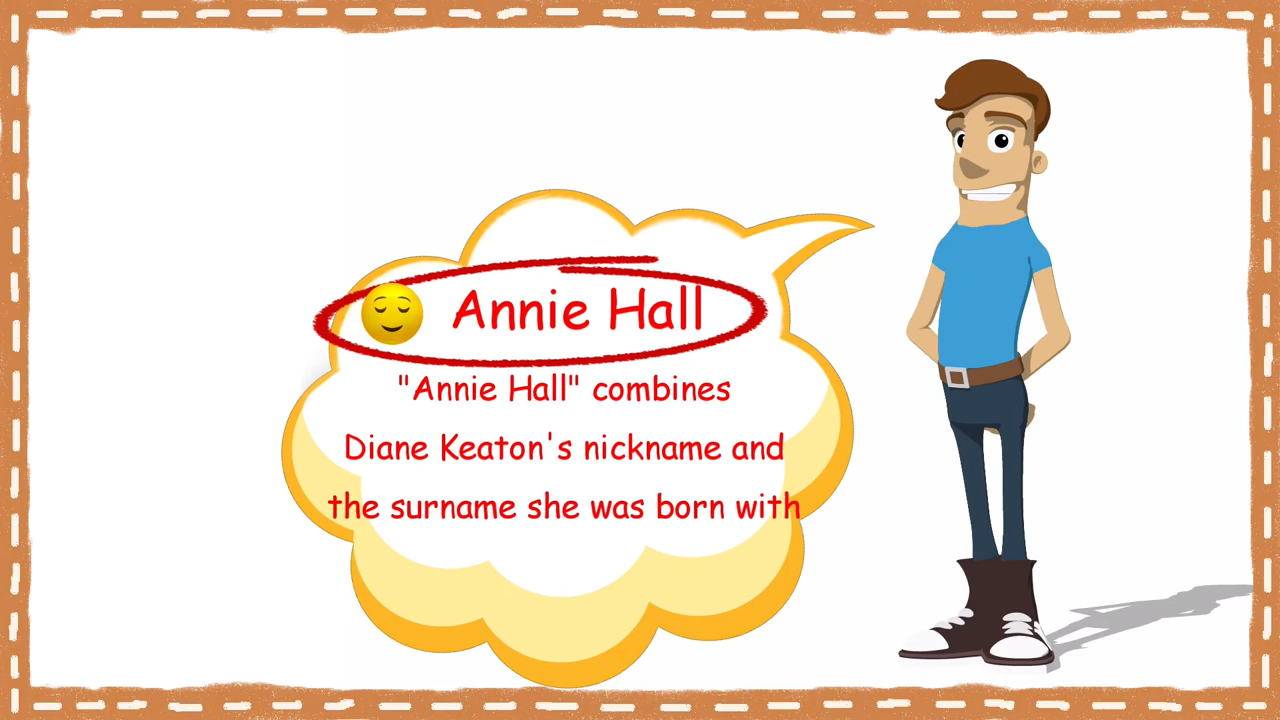 Annie Hall
"Annie Hall" combines
Diane Keaton's nickname and
the surname she was born with